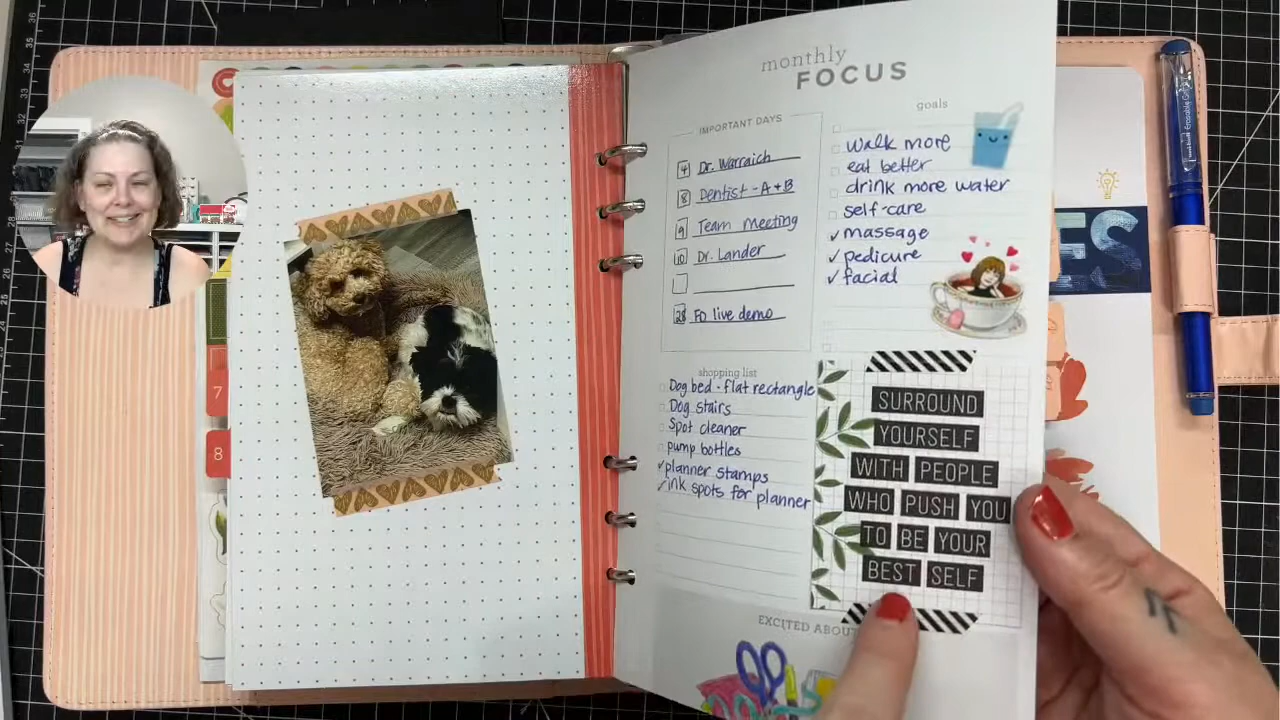 monthly
FOCUS
IMPORTANT DAYS
4 Dr. Warraich
8 Dentist - A + B
9 Team Meeting
10 Dr. Lander
28 FD live demo
goals
walk more
eat better
drink more water
self-care
✓ massage
✓ pedicure
✓ facial
shopping list
Dog bed - flat rectangle
Dog stairs
Spot cleaner
pump bottles
✓ planner stamps
✓ ink spots for planner
SURROUND
YOURSELF
WITH PEOPLE
WHO PUSH YOU
TO BE YOUR
BEST SELF
EXCITED ABOUT
7
8
ES